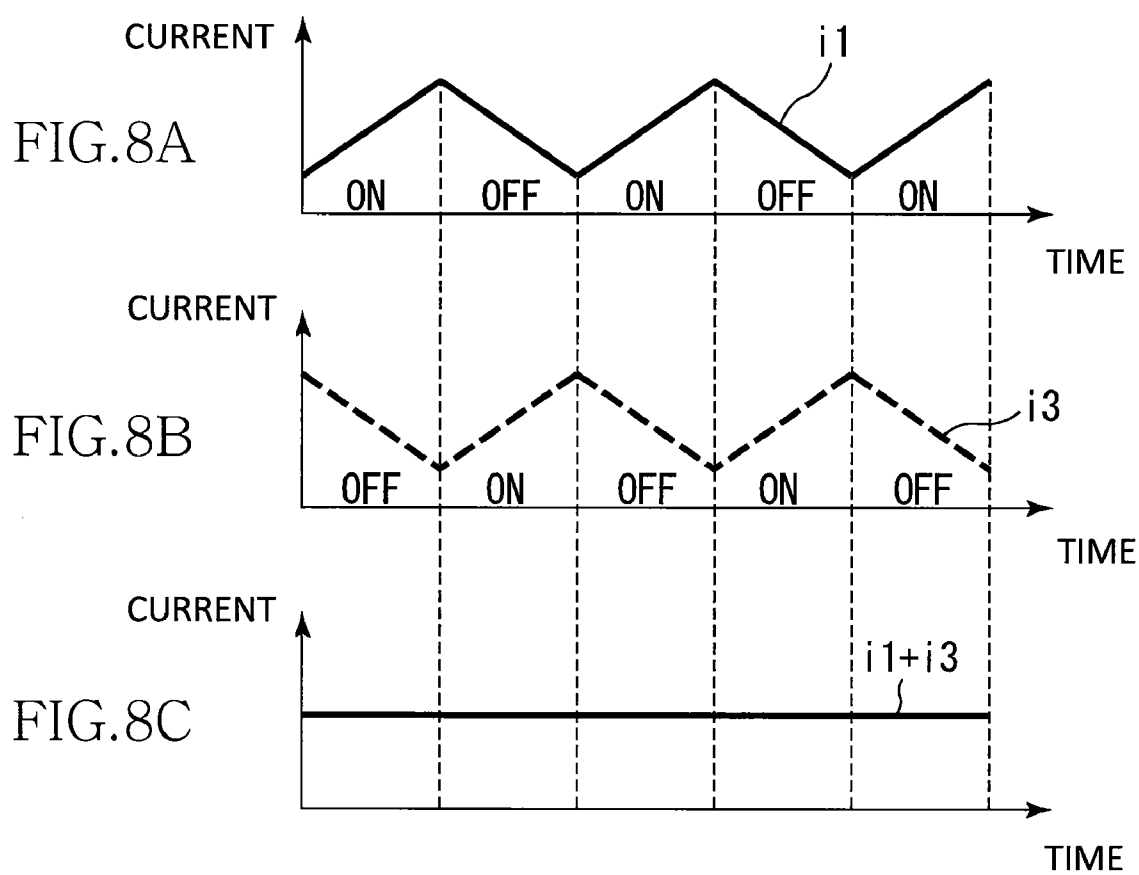 CURRENT
i1
FIG.8A
ON OFF ON OFF ON
TIME
CURRENT
i3
FIG.8B
OFF ON OFF ON OFF
TIME
CURRENT
i1+i3
FIG.8C
TIME